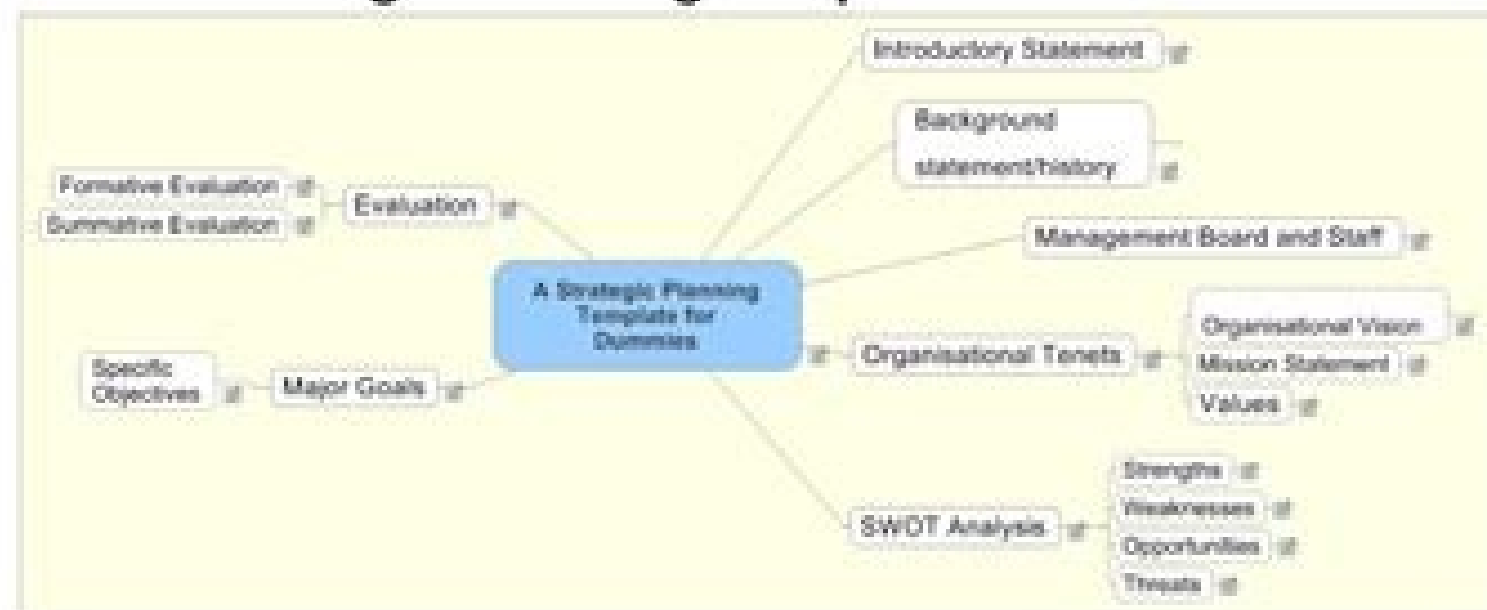 Introductory Statement
Background
statement/history
Management Board and Staff
Organisational Tenets
Organisational Vision
Mission Statement
Values
SWOT Analysis
Strengths
Weaknesses
Opportunities
Threats
A Strategic Planning
Template for
Dummies
Evaluation
Formative Evaluation
Summative Evaluation
Major Goals
Specific
Objectives